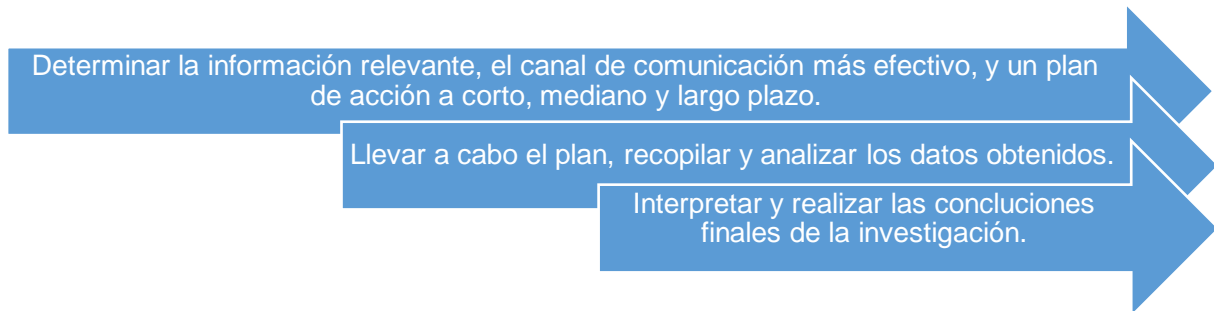 Determinar la información relevante, el canal de comunicación más efectivo, y un plan
de acción a corto, mediano y largo plazo.
Llevar a cabo el plan, recopilar y analizar los datos obtenidos.
Interpretar y realizar las concluciones
finales de la investigación.